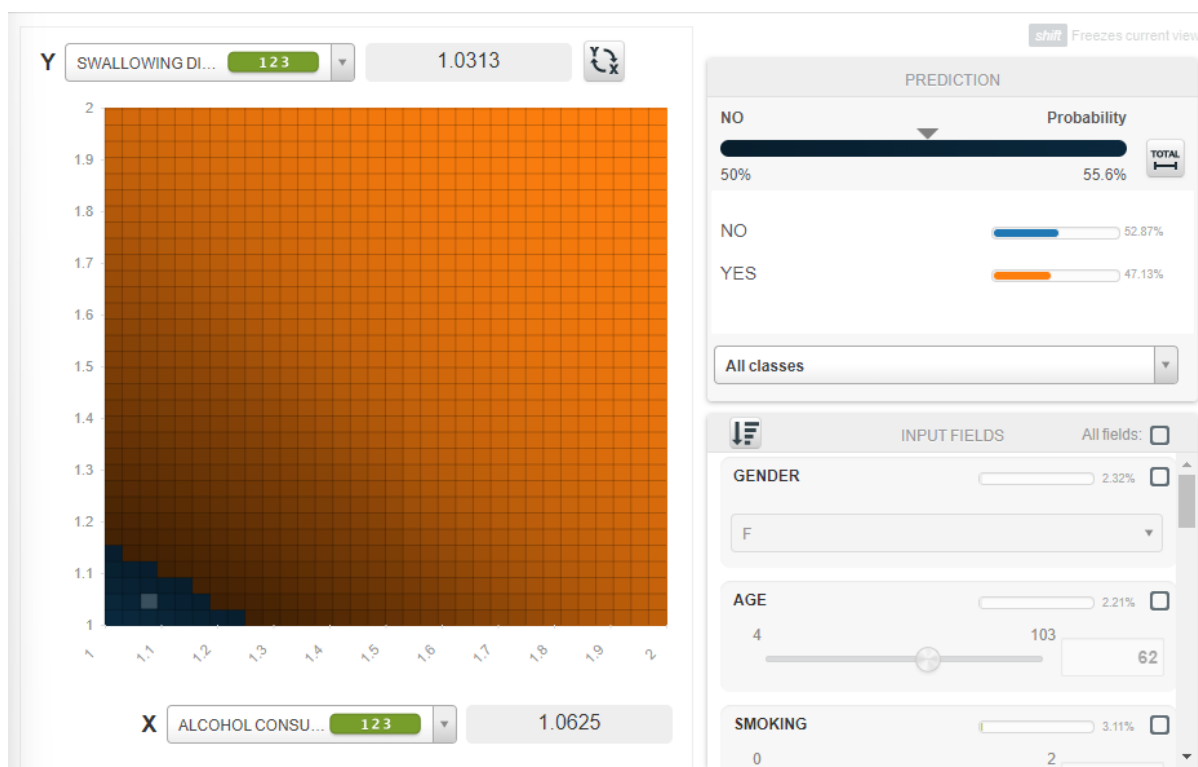 shift Freezes current view
Y SWALLOWING DI... 123 1.0313 Y X
PREDICTION
NO Probability
TOTAL
50% 55.6%
NO 52.87%
YES 47.13%
All classes
INPUT FIELDS All fields:
GENDER 2.32%
F
AGE 2.21%
4 103
62
SMOKING 3.11%
0 2
2
1.9
1.8
1.7
1.6
1.5
1.4
1.3
1.2
1.1
1
1 1.1 1.2 1.3 1.4 1.5 1.6 1.7 1.8 1.9 2
X ALCOHOL CONSU... 123 1.0625